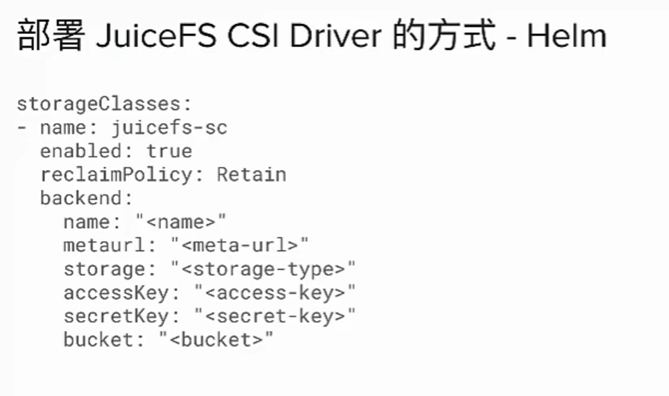 部署 JuiceFS CSI Driver 的方式 - Helm
storageClasses:
- name: juicefs-sc
  enabled: true
  reclaimPolicy: Retain
  backend:
    name: "<name>"
    metaurl: "<meta-url>"
    storage: "<storage-type>"
    accessKey: "<access-key>"
    secretKey: "<secret-key>"
    bucket: "<bucket>"